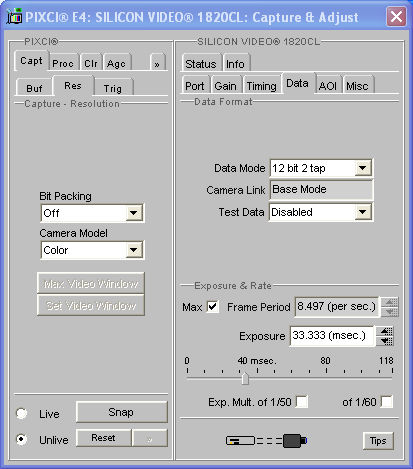 PIXCI® E4: SILICON VIDEO® 1820CL: Capture & Adjust
PIXCI®
Capt Proc Clr Agc »
Buf Res Trig
Capture - Resolution
Bit Packing
Off
Camera Model
Color
Max Video Window
Set Video Window
Live Snap
Unlive Reset »
SILICON VIDEO® 1820CL
Status Info
Port Gain Timing Data AOI Misc
Data Format
Data Mode 12 bit 2 tap
Camera Link Base Mode
Test Data Disabled
Exposure & Rate
Max Frame Period 8.497 (per sec.)
Exposure 33.333 (msec.)
0 40 msec. 80 118
Exp. Mult. of 1/50 of 1/60
Tips